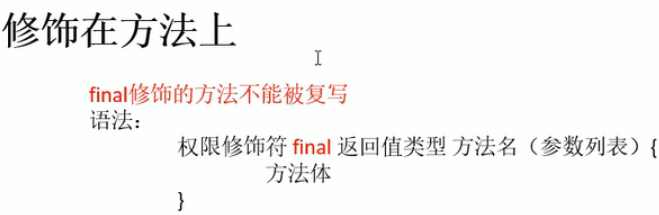 修饰在方法上
final修饰的方法不能被复写
语法：
权限修饰符 final 返回值类型 方法名（参数列表）{
方法体
}